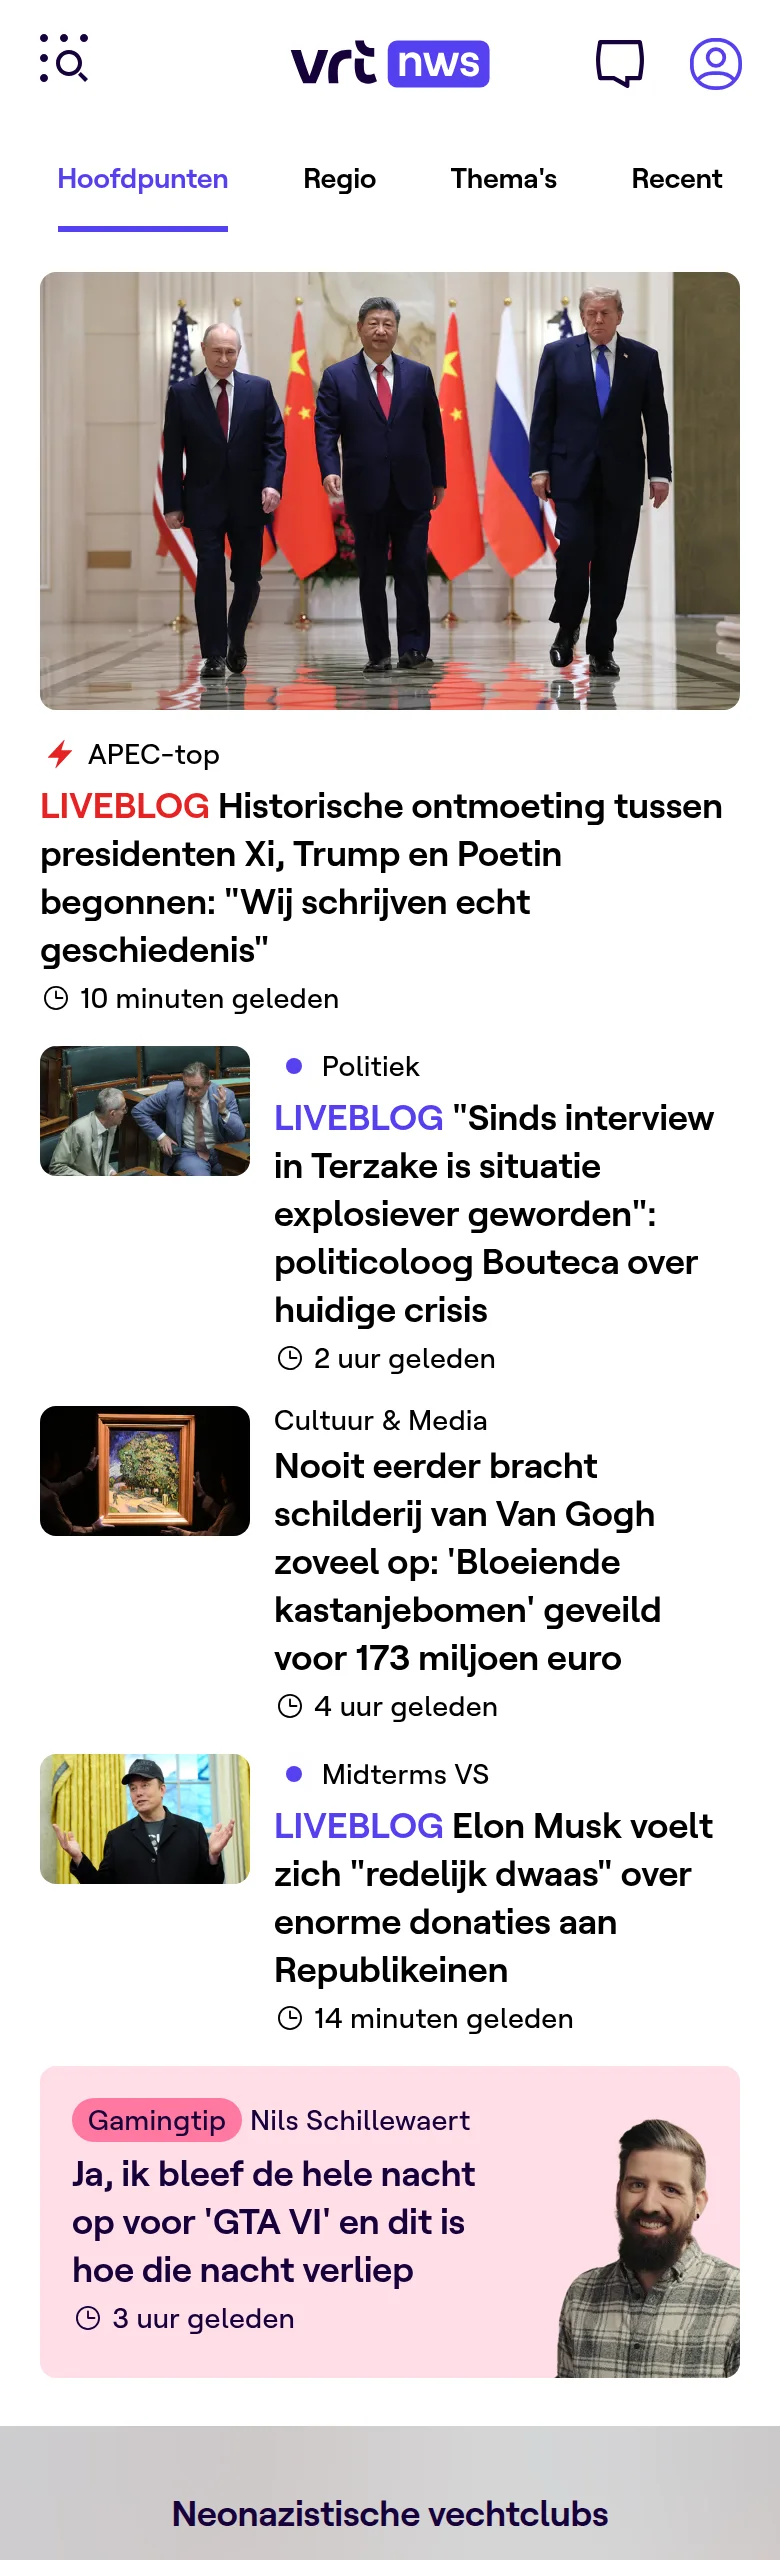 vrt nws
Hoofdpunten Regio Thema's Recent
APEC-top
LIVEBLOG Historische ontmoeting tussen
presidenten Xi, Trump en Poetin
begonnen: "Wij schrijven echt
geschiedenis"
10 minuten geleden
Politiek
LIVEBLOG "Sinds interview
in Terzake is situatie
explosiever geworden":
politicoloog Bouteca over
huidige crisis
2 uur geleden
Cultuur & Media
Nooit eerder bracht
schilderij van Van Gogh
zoveel op: 'Bloeiende
kastanjebomen' geveild
voor 173 miljoen euro
4 uur geleden
Midterms VS
LIVEBLOG Elon Musk voelt
zich "redelijk dwaas" over
enorme donaties aan
Republikeinen
14 minuten geleden
Gamingtip Nils Schillewaert
Ja, ik bleef de hele nacht
op voor 'GTA VI' en dit is
hoe die nacht verliep
3 uur geleden
Neonazistische vechtclubs